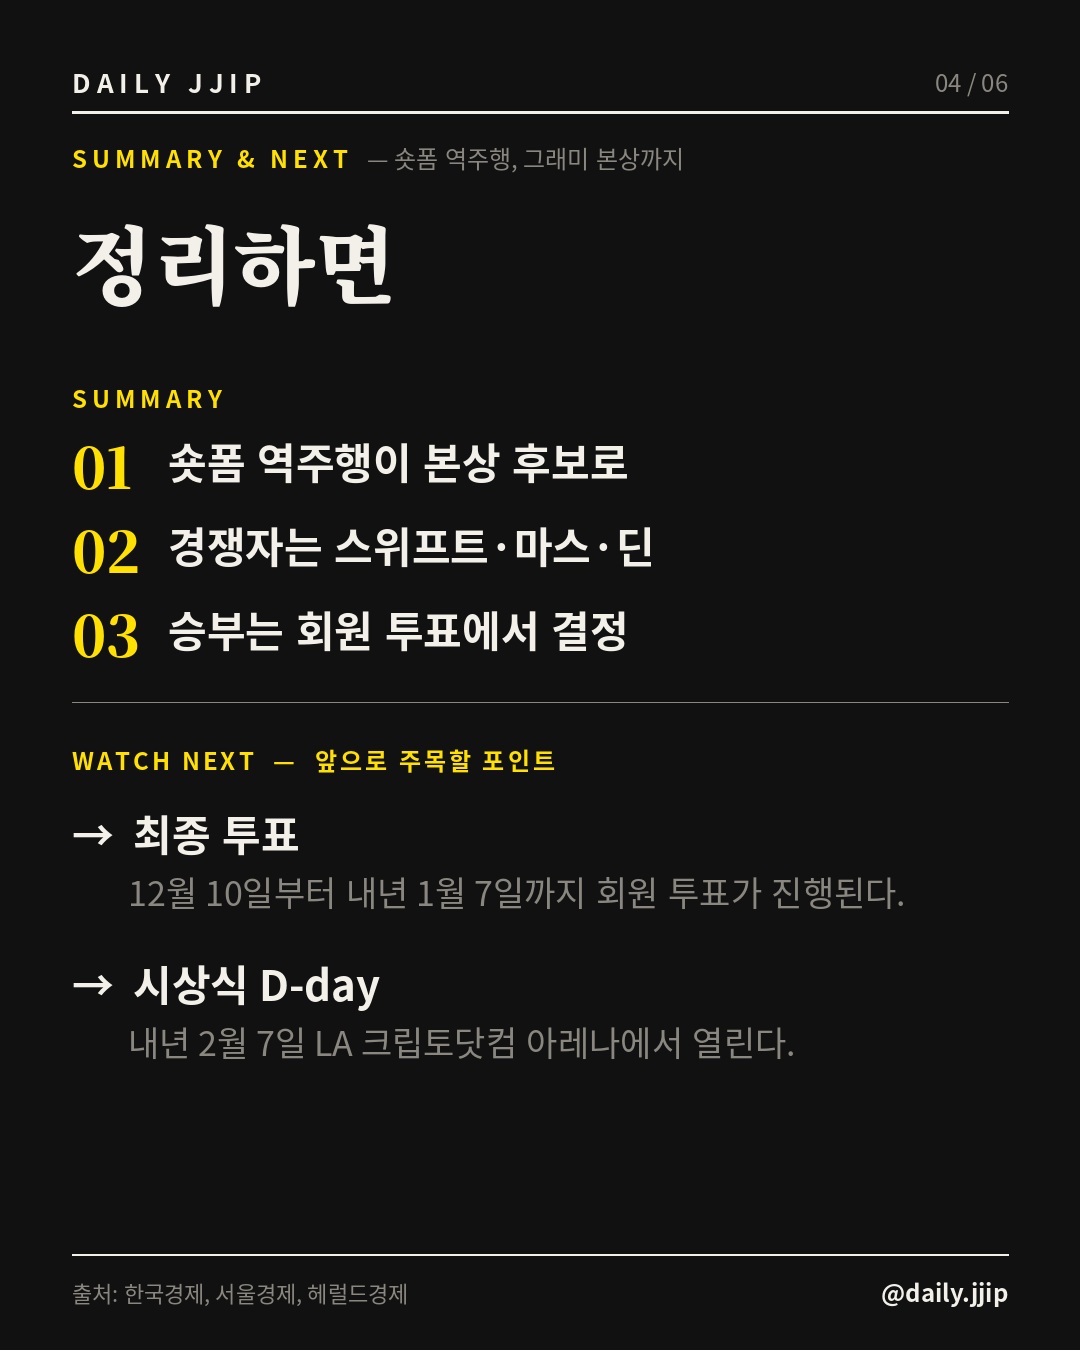 DAILY JJIP
04 / 06
SUMMARY & NEXT — 숏폼 역주행, 그래미 본상까지
정리하면
SUMMARY
01 숏폼 역주행이 본상 후보로
02 경쟁자는 스위프트·마스·딘
03 승부는 회원 투표에서 결정
WATCH NEXT — 앞으로 주목할 포인트
→ 최종 투표
12월 10일부터 내년 1월 7일까지 회원 투표가 진행된다.
→ 시상식 D-day
내년 2월 7일 LA 크립토닷컴 아레나에서 열린다.
출처: 한국경제, 서울경제, 헤럴드경제
@daily.jjip